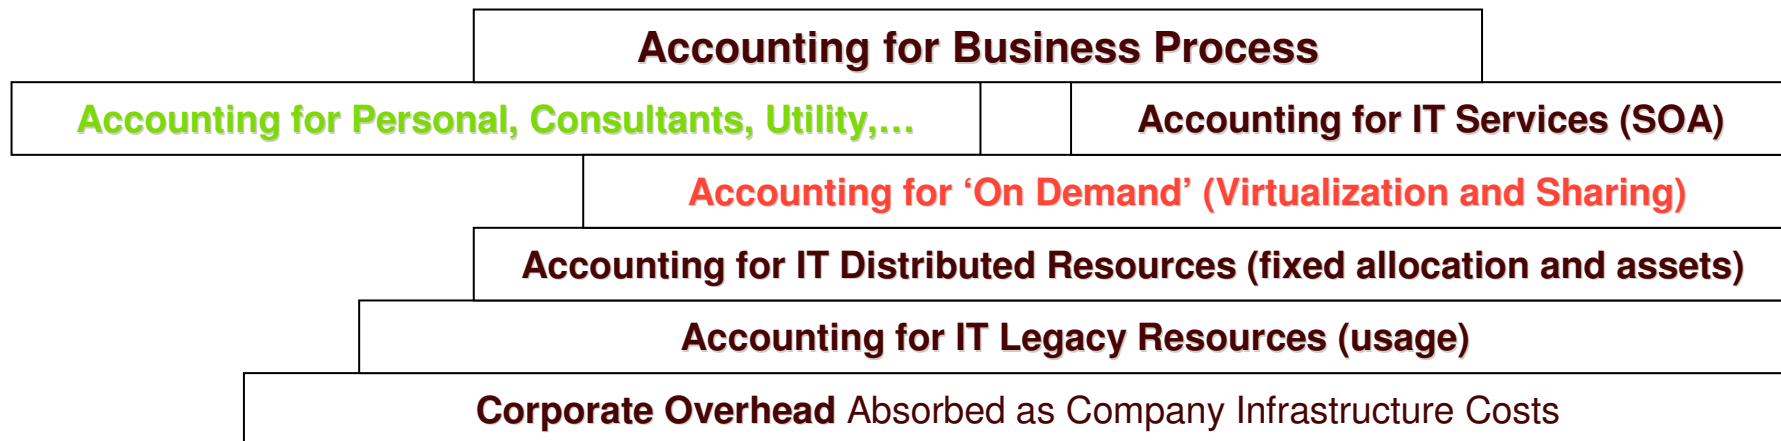 Accounting for Business Process
Accounting for Personal, Consultants, Utility,…
Accounting for IT Services (SOA)
Accounting for ‘On Demand’ (Virtualization and Sharing)
Accounting for IT Distributed Resources (fixed allocation and assets)
Accounting for IT Legacy Resources (usage)
Corporate Overhead Absorbed as Company Infrastructure Costs